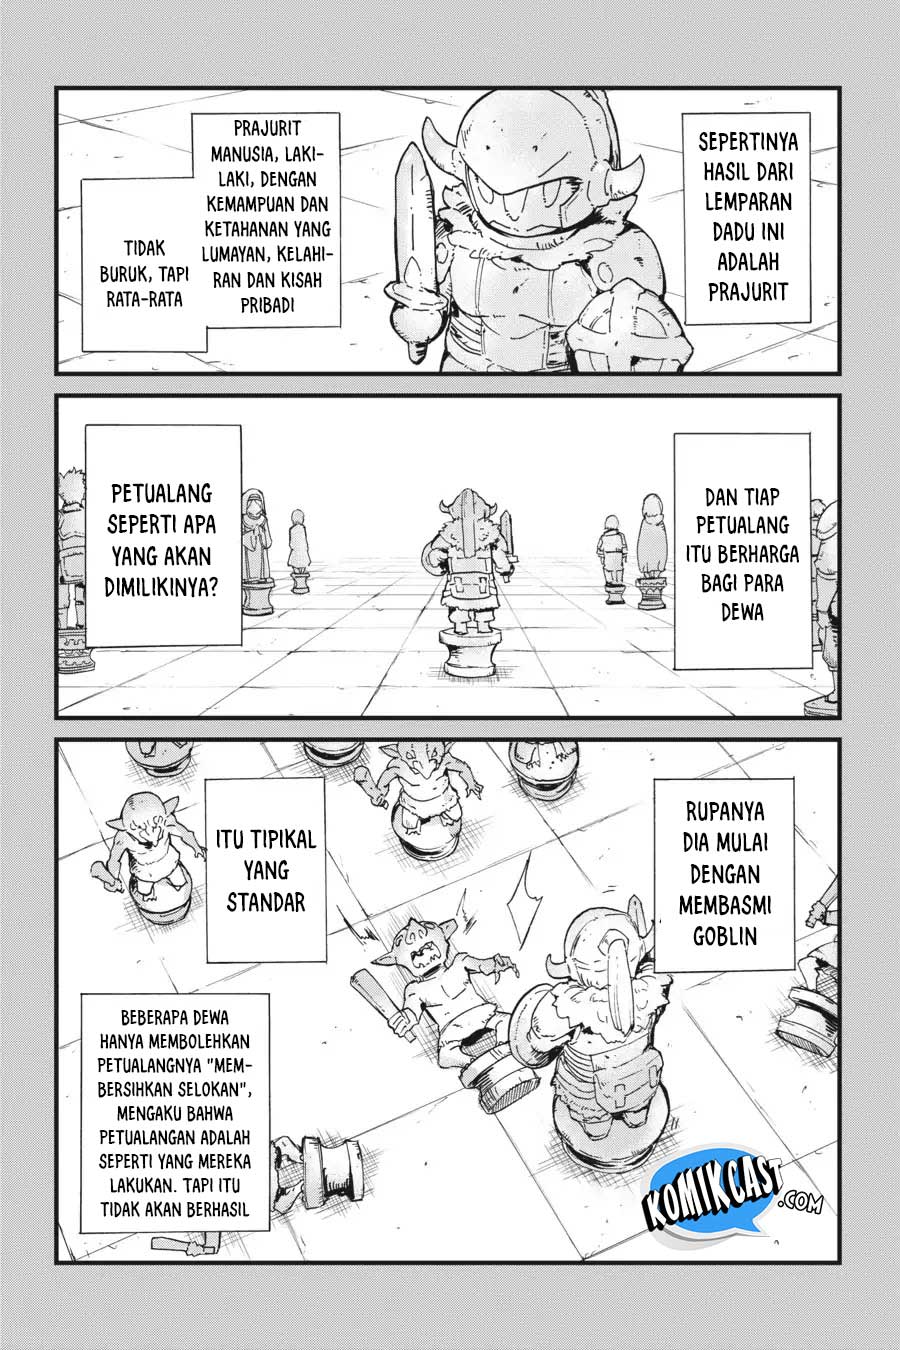 SEPERTINYA
HASIL DARI
LEMPARAN
DADU INI
ADALAH
PRAJURIT
PRAJURIT
MANUSIA, LAKI-
LAKI, DENGAN
KEMAMPUAN DAN
KETAHANAN YANG
LUMAYAN, KELAHI-
RAN DAN KISAH
PRIBADI
TIDAK
BURUK, TAPI
RATA-RATA
DAN TIAP
PETUALANG
ITU BERHARGA
BAGI PARA
DEWA
PETUALANG
SEPERTI APA
YANG AKAN
DIMILIKINYA?
RUPANYA
DIA MULAI
DENGAN
MEMBASMI
GOBLIN
ITU TIPIKAL
YANG
STANDAR
BEBERAPA DEWA
HANYA MEMBOLEHKAN
PETUALANGNYA "MEM-
BERSIHKAN SELOKAN",
MENGAKU BAHWA
PETUALANGAN ADALAH
SEPERTI YANG MEREKA
LAKUKAN. TAPI ITU
TIDAK AKAN BERHASIL
KOMIKCAST
.COM